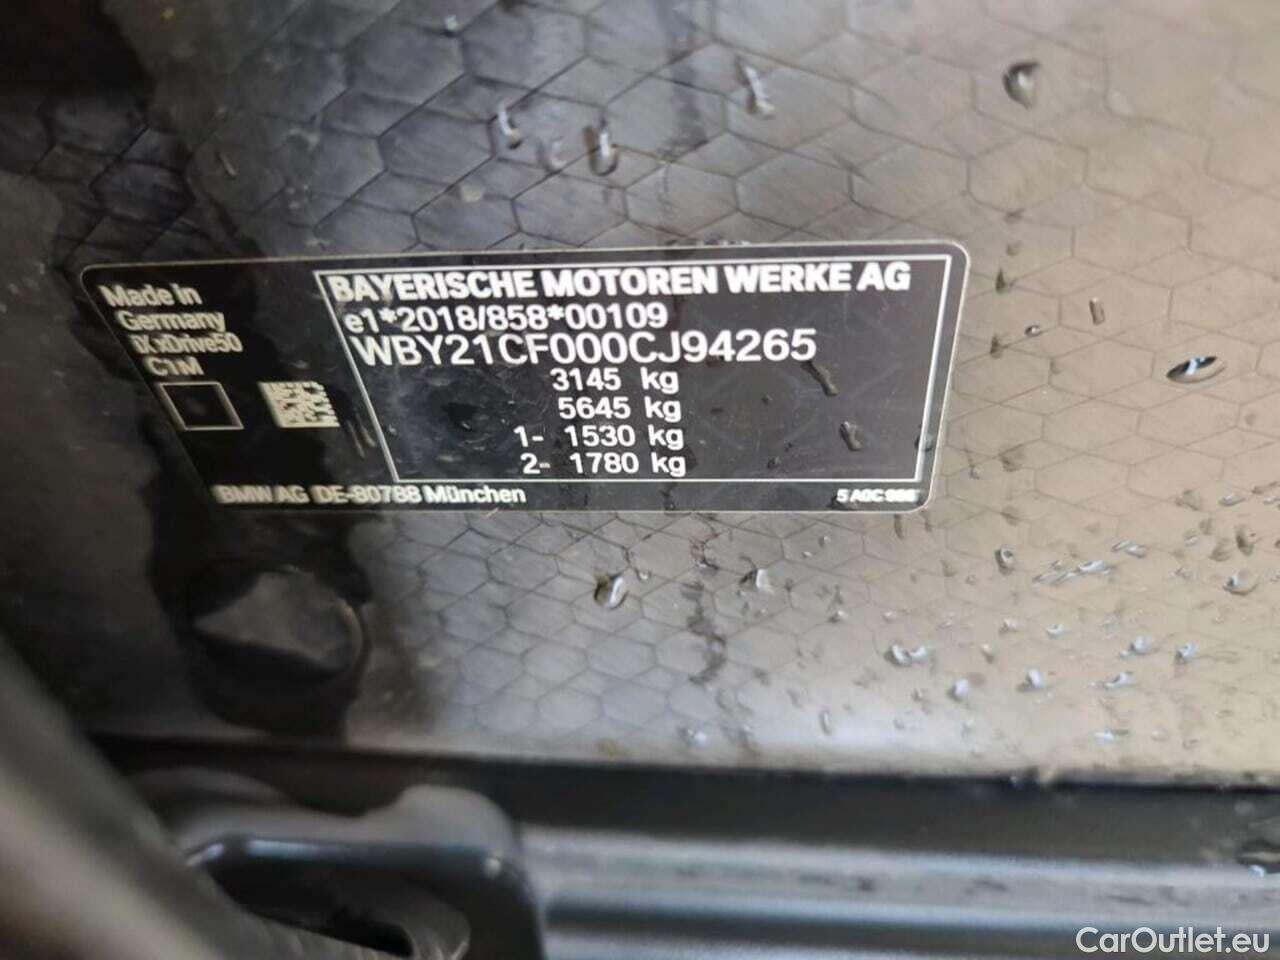 Made in
Germany
iX xDrive50
C1M
BAYERISCHE MOTOREN WERKE AG
e1*2018/858*00109
WBY21CF000CJ94265
3145 kg
5645 kg
1- 1530 kg
2- 1780 kg
BMW AG DE-80788 München
CarOutlet.eu